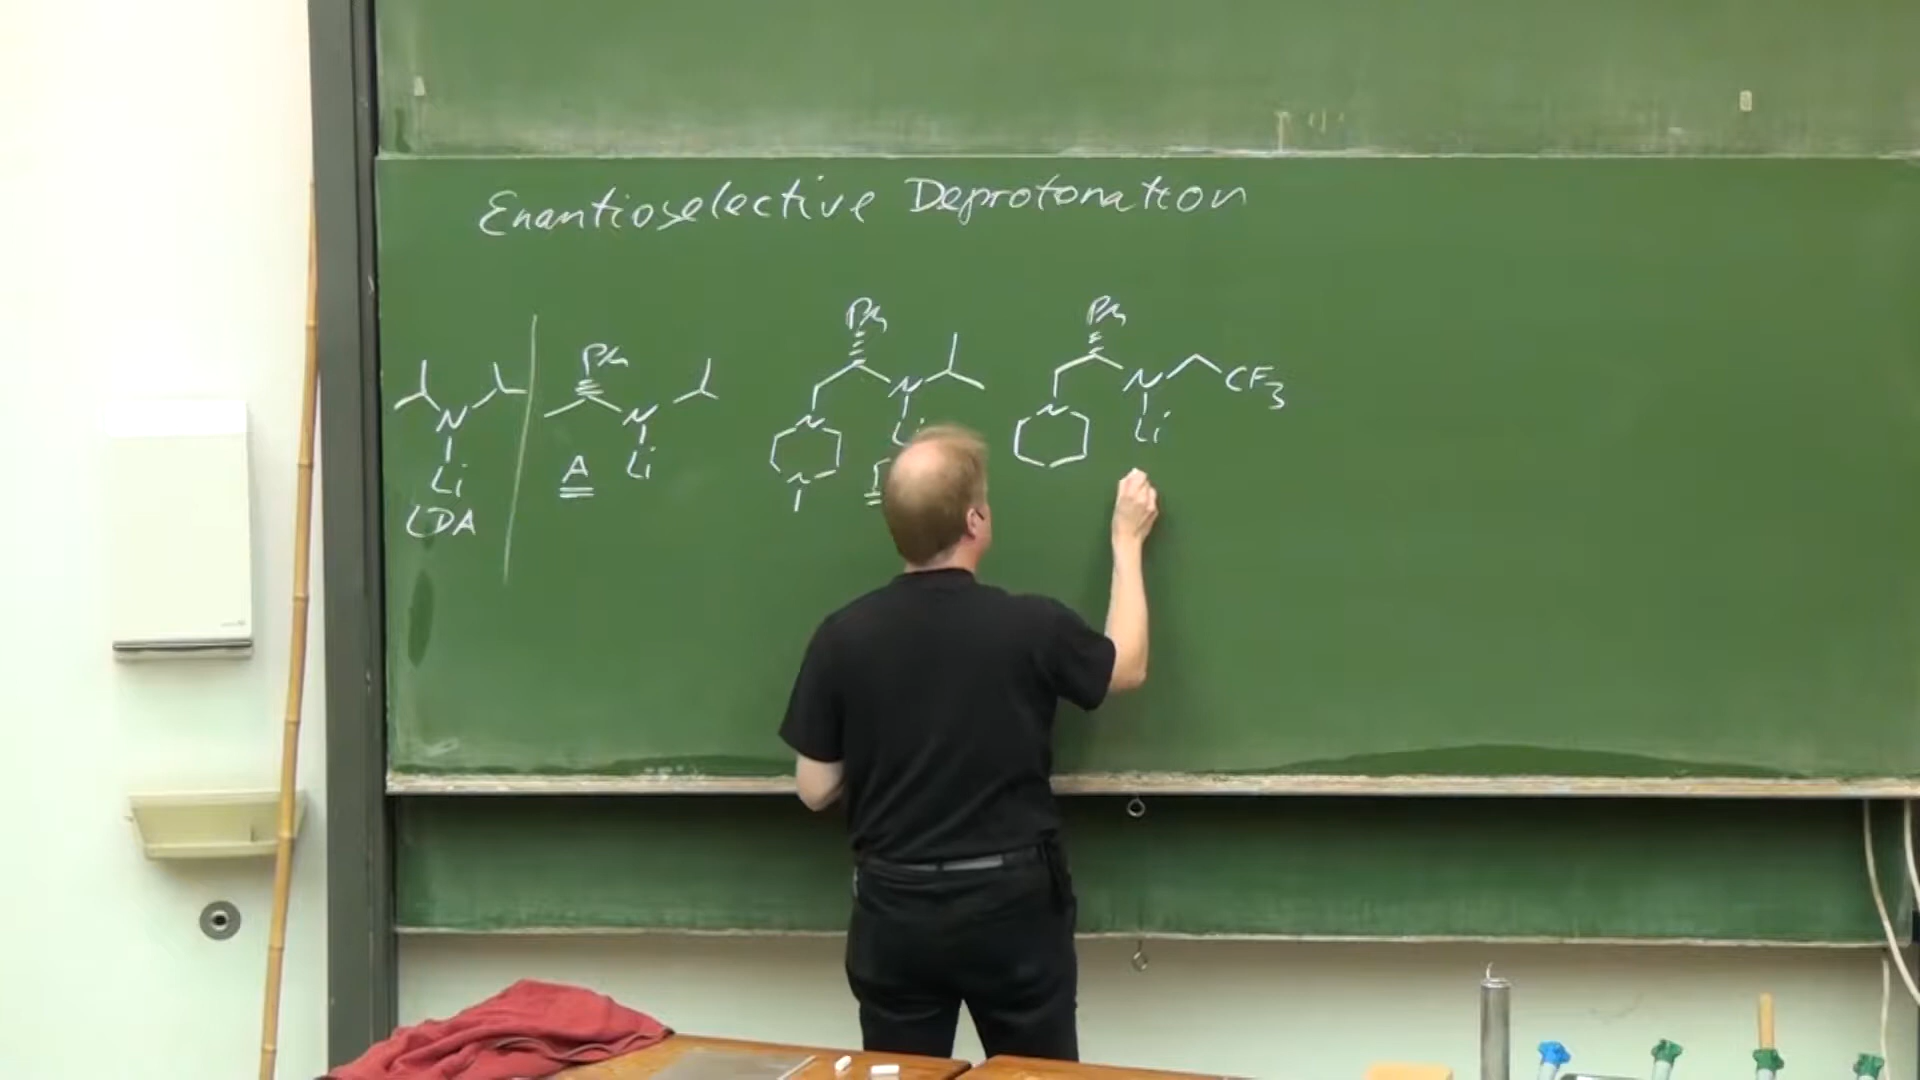 Enantioselective Deprotonation
Ph Ph Ph
N Li LDA
N Li A
N N N Li
N N Li CF3